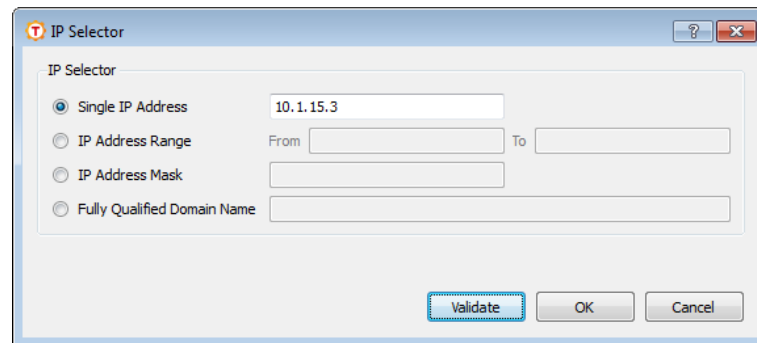 T IP Selector ?
IP Selector
Single IP Address 10.1.15.3
IP Address Range From To
IP Address Mask
Fully Qualified Domain Name
Validate OK Cancel